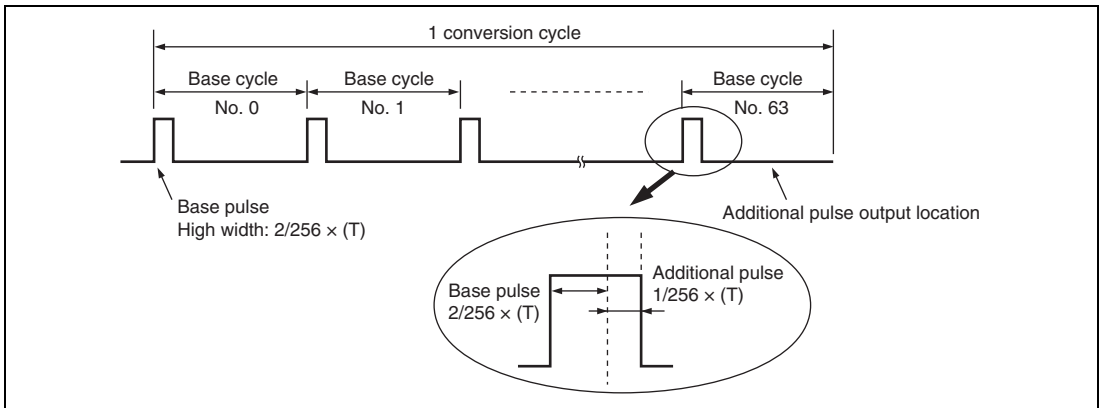 1 conversion cycle
Base cycle
No. 0
Base cycle
No. 1
Base cycle
No. 63
Base pulse
High width: 2/256 × (T)
Additional pulse output location
Base pulse
2/256 × (T)
Additional pulse
1/256 × (T)